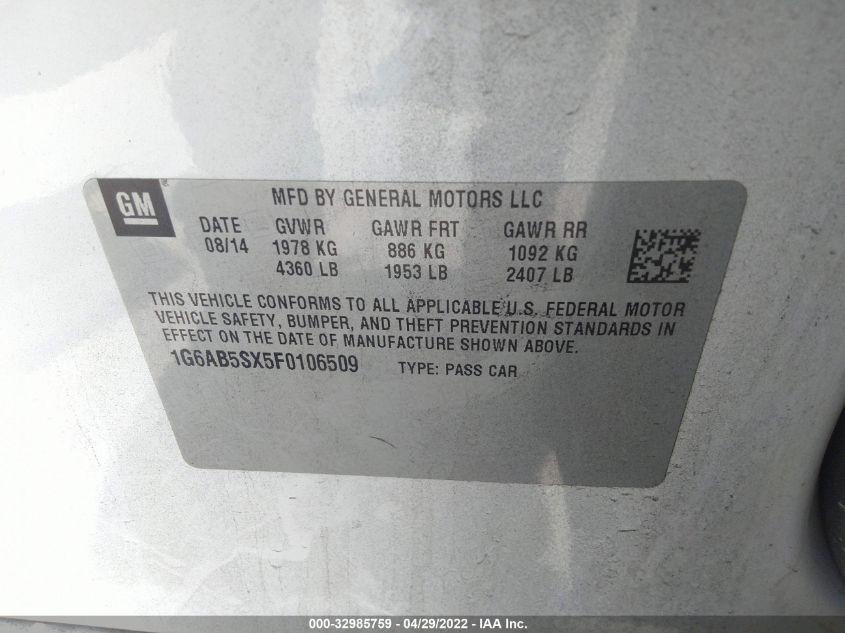 GM
MFD BY GENERAL MOTORS LLC
DATE GVWR GAWR FRT GAWR RR
08/14 1978 KG 886 KG 1092 KG
4360 LB 1953 LB 2407 LB
THIS VEHICLE CONFORMS TO ALL APPLICABLE U.S. FEDERAL MOTOR
VEHICLE SAFETY, BUMPER, AND THEFT PREVENTION STANDARDS IN
EFFECT ON THE DATE OF MANUFACTURE SHOWN ABOVE.
1G6AB5SX5F0106509 TYPE: PASS CAR
000-32985759 - 04/29/2022 - IAA Inc.